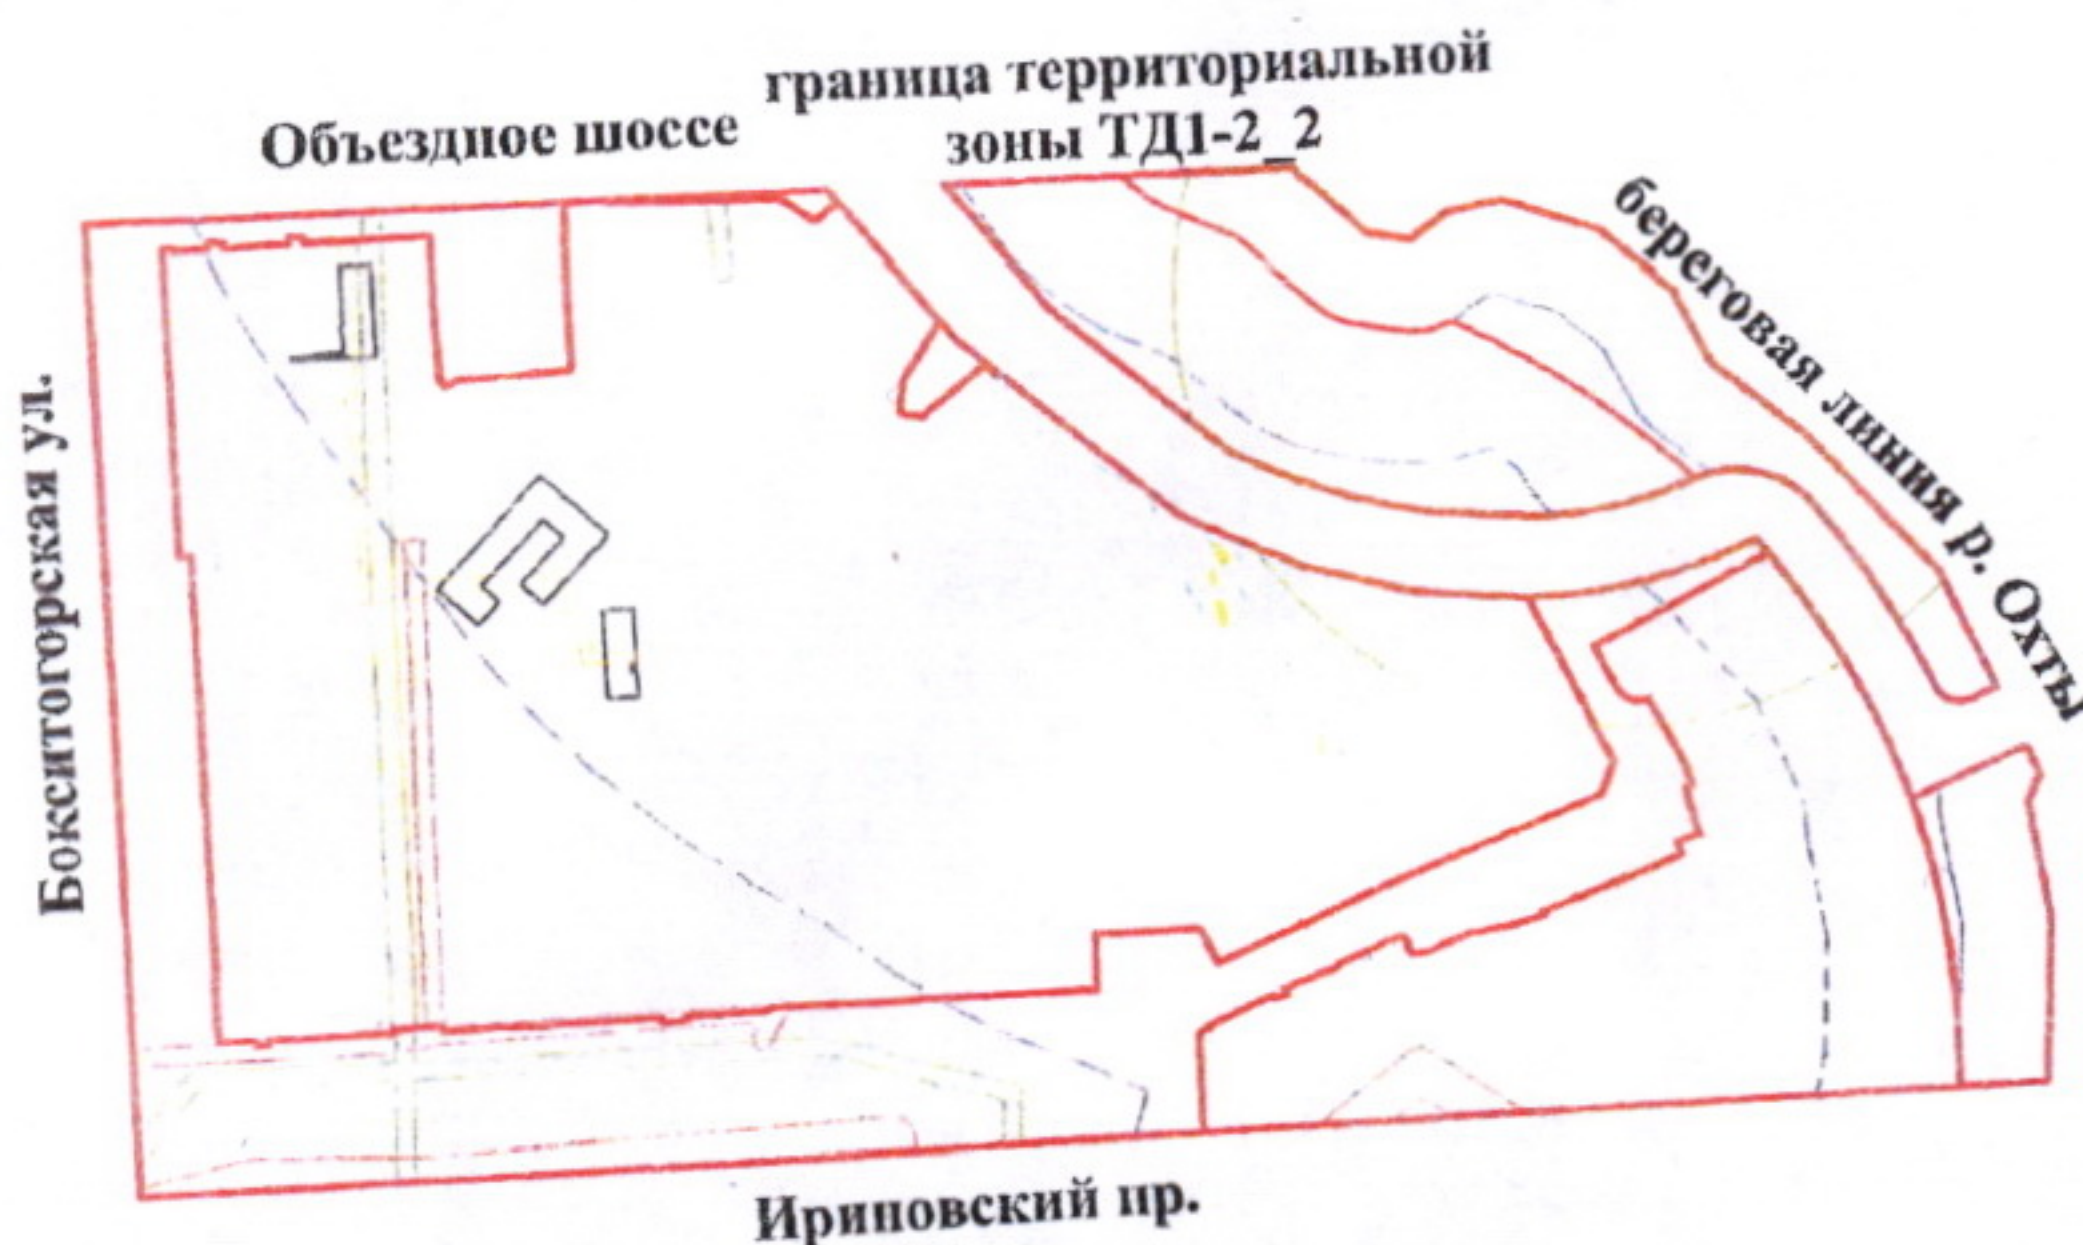 граница территориальной
зоны ТД1-2_2
Объездное шоссе
береговая линия р. Охты
Бокситогорская ул.
Ириновский пр.